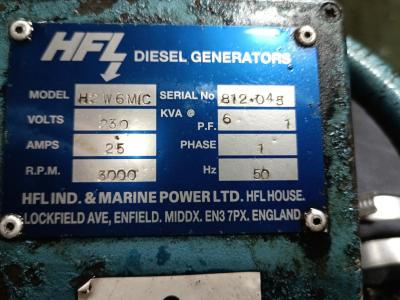 HFL DIESEL GENERATORS
MODEL H2W6M/C SERIAL No 812-048
VOLTS 230 KVA @ 6 P.F. 1
AMPS 25 PHASE 1
R.P.M. 3000 Hz 50
HFL IND. & MARINE POWER LTD. HFL HOUSE.
LOCKFIELD AVE, ENFIELD. MIDDX. EN3 7PX. ENGLAND